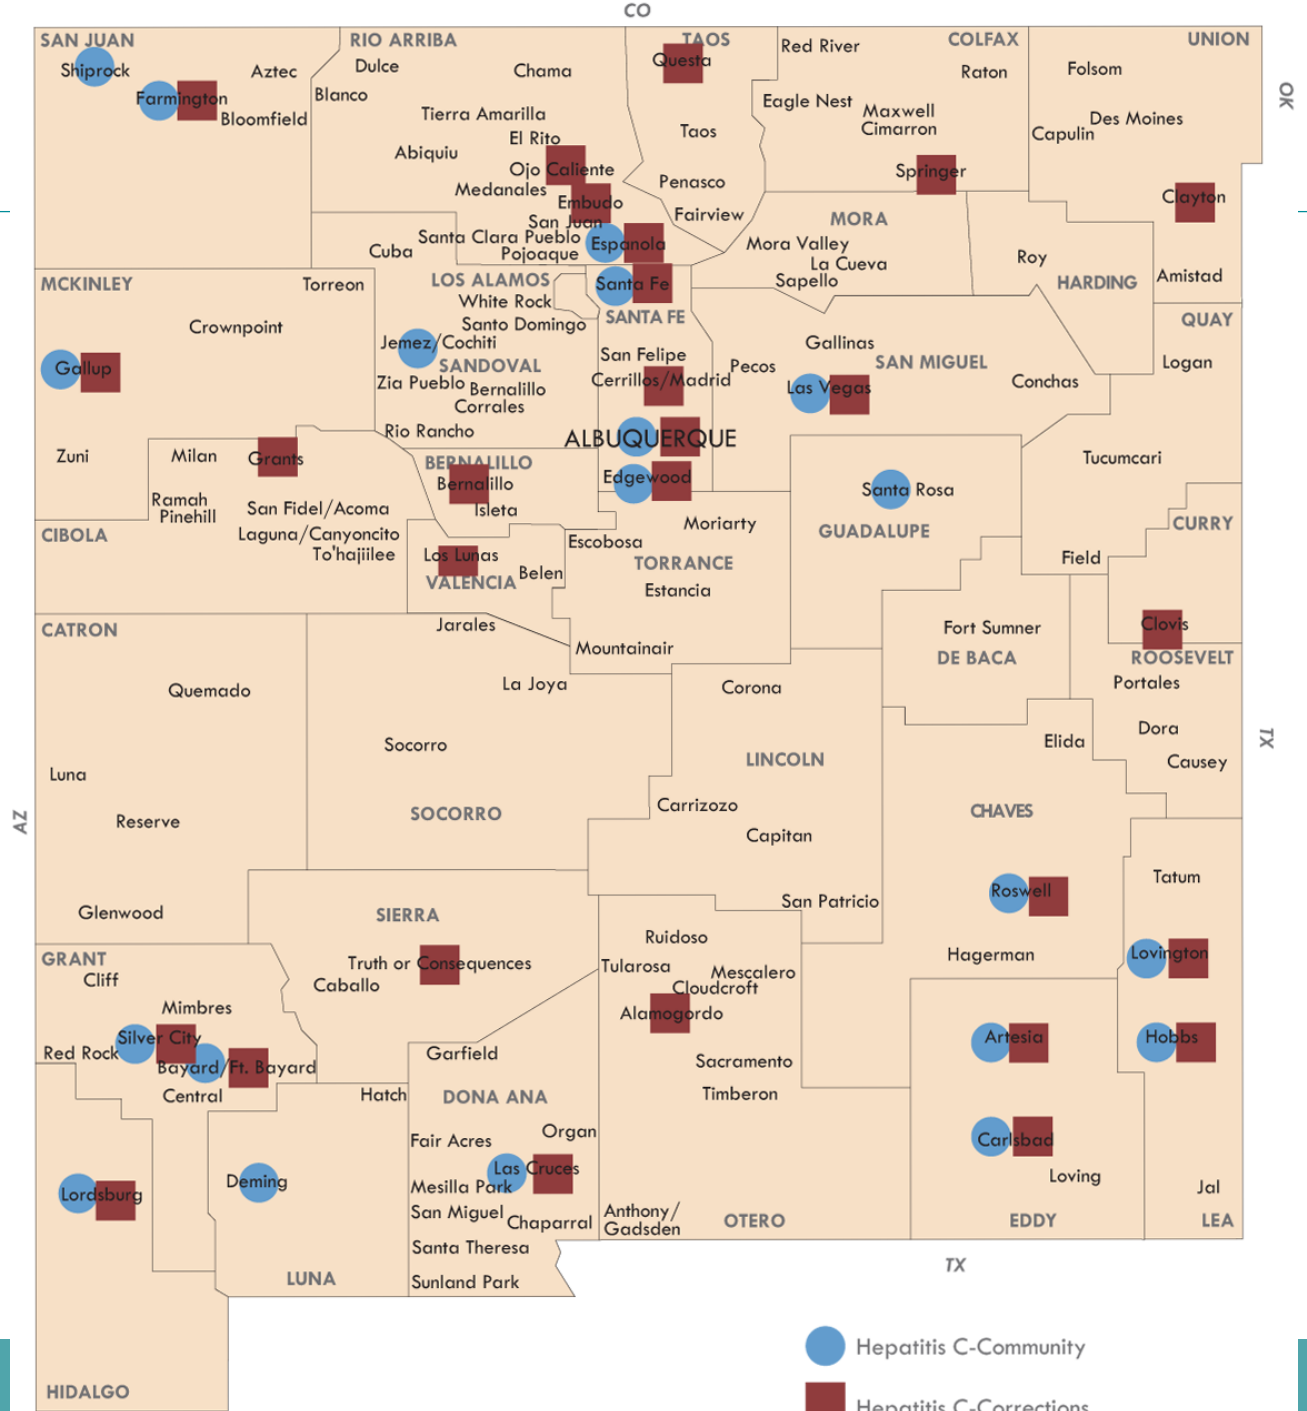 CO
SAN JUAN
Shiprock
Farmington
Aztec
Bloomfield
RIO ARRIBA
Dulce
Chama
Blanco
Tierra Amarilla
El Rito
Abiquiu
Ojo Caliente
Medanales
Embudo
San Juan
Santa Clara Pueblo
Espanola
Pojoaque
TAOS
Questa
Taos
Penasco
Fairview
COLFAX
Red River
Raton
Eagle Nest
Maxwell
Cimarron
Springer
UNION
Folsom
Des Moines
Capulin
Clayton
Amistad
OK
MORA
Mora Valley
La Cueva
Sapello
Roy
HARDING
MCKINLEY
Torreon
Crownpoint
Gallup
Zuni
Cuba
LOS ALAMOS
White Rock
Santo Domingo
Jemez/Cochiti
SANDOVAL
Zia Pueblo
Bernalillo
Corrales
Rio Rancho
Santa Fe
SANTA FE
San Felipe
Cerrillos/Madrid
ALBUQUERQUE
Edgewood
Pecos
Gallinas
SAN MIGUEL
Las Vegas
Conchas
QUAY
Logan
Tucumcari
Field
CURRY
Clovis
Milan
Grants
Ramah
Pinehill
San Fidel/Acoma
Laguna/Canyoncito
To'hajiilee
CIBOLA
BERNALILLO
Bernalillo
Isleta
Los Lunas
VALENCIA
Belen
Jarales
Escobosa
Moriarty
TORRANCE
Estancia
Mountainair
Santa Rosa
GUADALUPE
Fort Sumner
DE BACA
ROOSEVELT
Portales
Dora
Causey
Elida
TX
CATRON
Quemado
Luna
Reserve
Glenwood
AZ
La Joya
Socorro
SOCORRO
Corona
LINCOLN
Carrizozo
Capitan
San Patricio
CHAVES
Roswell
Hagerman
Tatum
Lovington
Hobbs
Jal
LEA
SIERRA
Truth or Consequences
Caballo
GRANT
Cliff
Mimbres
Silver City
Red Rock
Bayard/Ft. Bayard
Central
Ruidoso
Tularosa
Mescalero
Cloudcroft
Alamogordo
Sacramento
Timberon
Anthony/
Gadsden
OTERO
Artesia
Carlsbad
Loving
EDDY
Garfield
Hatch
DONA ANA
Fair Acres
Organ
Las Cruces
Mesilla Park
San Miguel
Chaparral
Santa Theresa
Sunland Park
Deming
LUNA
Lordsburg
HIDALGO
TX
Hepatitis C-Community
Hepatitis C-Corrections